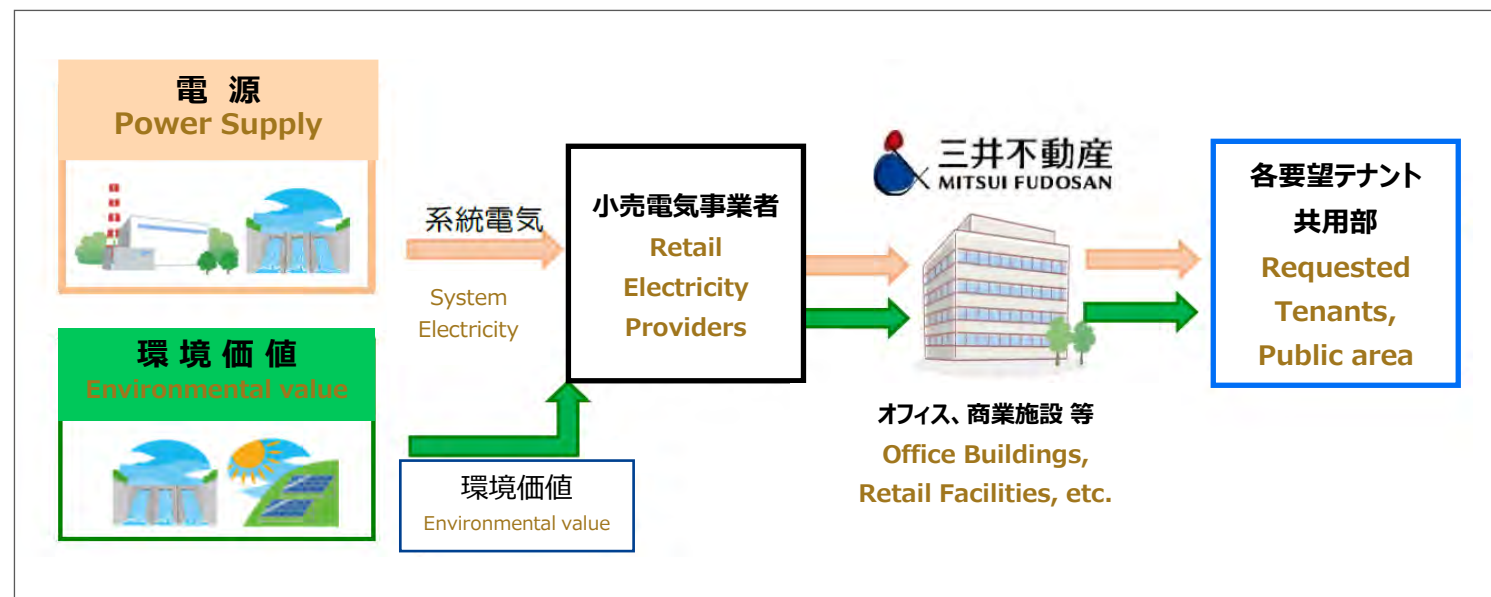 電 源
Power Supply
系統電気
System
Electricity
環 境 価 値
Environmental value
環境価値
Environmental value
小売電気事業者
Retail
Electricity
Providers
三井不動産
MITSUI FUDOSAN
オフィス、商業施設 等
Office Buildings,
Retail Facilities, etc.
各要望テナント
共用部
Requested
Tenants,
Public area